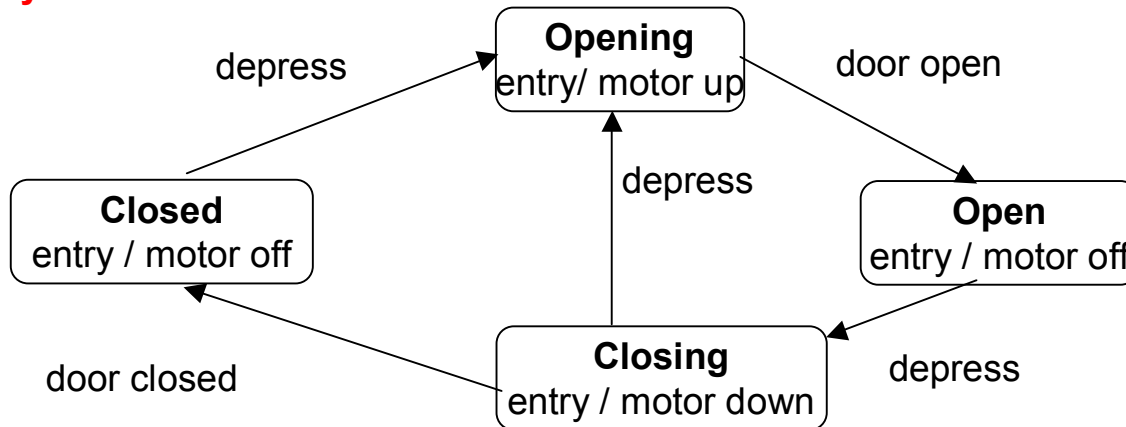 Opening
entry/ motor up
depress
door open
depress
Closed
entry / motor off
Open
entry / motor off
Closing
entry / motor down
door closed
depress